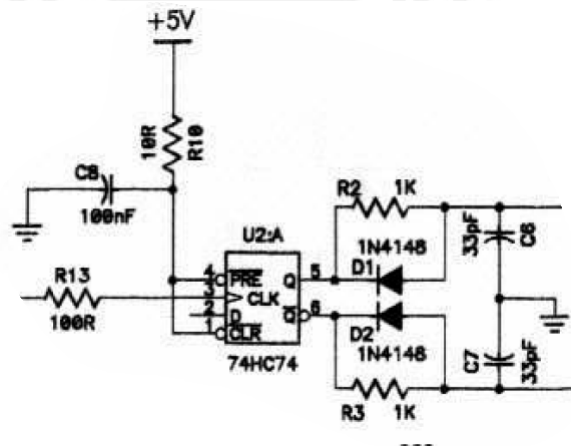 +5V
10R
R10
C8
100nF
U2:A
R2 1K
33pF
C6
1N4148
D1
4 PRE Q 5
R13
100R
3 CLK
2 D Q 6
1 CLR
74HC74
D2
1N4148
R3 1K
C7
33pF